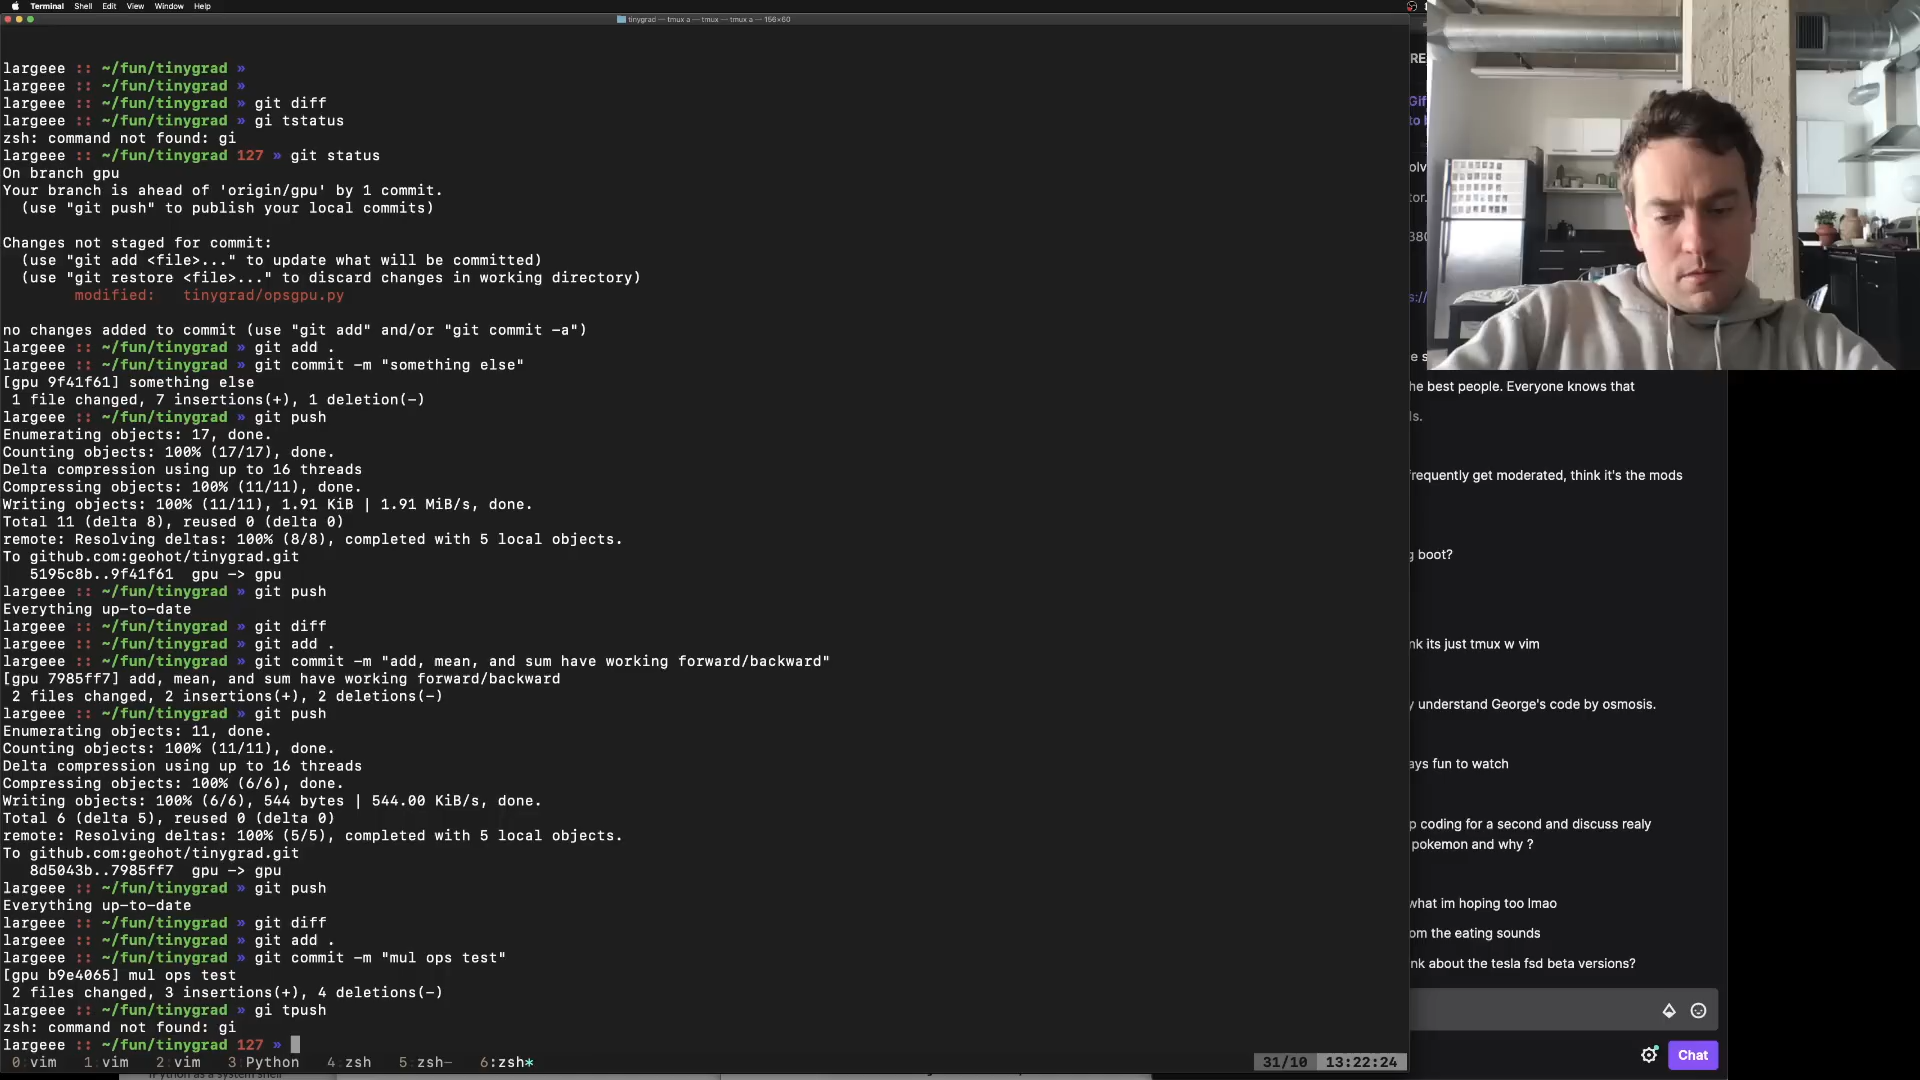 Terminal Shell Edit View Window Help
tinygrad — tmux a — tmux — tmux a — 156×60
largeee :: ~/fun/tinygrad »
largeee :: ~/fun/tinygrad »
largeee :: ~/fun/tinygrad » git diff
largeee :: ~/fun/tinygrad » gi tstatus
zsh: command not found: gi
largeee :: ~/fun/tinygrad 127 » git status
On branch gpu
Your branch is ahead of 'origin/gpu' by 1 commit.
(use "git push" to publish your local commits)
Changes not staged for commit:
(use "git add <file>..." to update what will be committed)
(use "git restore <file>..." to discard changes in working directory)
modified:   tinygrad/opsgpu.py
no changes added to commit (use "git add" and/or "git commit -a")
largeee :: ~/fun/tinygrad » git add .
largeee :: ~/fun/tinygrad » git commit -m "something else"
[gpu 9f41f61] something else
1 file changed, 7 insertions(+), 1 deletion(-)
largeee :: ~/fun/tinygrad » git push
Enumerating objects: 17, done.
Counting objects: 100% (17/17), done.
Delta compression using up to 16 threads
Compressing objects: 100% (11/11), done.
Writing objects: 100% (11/11), 1.91 KiB | 1.91 MiB/s, done.
Total 11 (delta 8), reused 0 (delta 0)
remote: Resolving deltas: 100% (8/8), completed with 5 local objects.
To github.com:geohot/tinygrad.git
5195c8b..9f41f61  gpu -> gpu
largeee :: ~/fun/tinygrad » git push
Everything up-to-date
largeee :: ~/fun/tinygrad » git diff
largeee :: ~/fun/tinygrad » git add .
largeee :: ~/fun/tinygrad » git commit -m "add, mean, and sum have working forward/backward"
[gpu 7985ff7] add, mean, and sum have working forward/backward
2 files changed, 2 insertions(+), 2 deletions(-)
largeee :: ~/fun/tinygrad » git push
Enumerating objects: 11, done.
Counting objects: 100% (11/11), done.
Delta compression using up to 16 threads
Compressing objects: 100% (6/6), done.
Writing objects: 100% (6/6), 544 bytes | 544.00 KiB/s, done.
Total 6 (delta 5), reused 0 (delta 0)
remote: Resolving deltas: 100% (5/5), completed with 5 local objects.
To github.com:geohot/tinygrad.git
8d5043b..7985ff7  gpu -> gpu
largeee :: ~/fun/tinygrad » git push
Everything up-to-date
largeee :: ~/fun/tinygrad » git diff
largeee :: ~/fun/tinygrad » git add .
largeee :: ~/fun/tinygrad » git commit -m "mul ops test"
[gpu b9e4065] mul ops test
2 files changed, 3 insertions(+), 4 deletions(-)
largeee :: ~/fun/tinygrad » gi tpush
zsh: command not found: gi
largeee :: ~/fun/tinygrad 127 »
0:vim 1:vim 2:vim 3:Python 4:zsh 5:zsh- 6:zsh* 31/10 13:22:24
RE
Gif
to b
olv
tor.
380
s://
e s
he best people. Everyone knows that
ls.
frequently get moderated, think it's the mods
g boot?
nk its just tmux w vim
y understand George's code by osmosis.
ays fun to watch
p coding for a second and discuss realy
pokemon and why ?
what im hoping too lmao
om the eating sounds
nk about the tesla fsd beta versions?
Chat